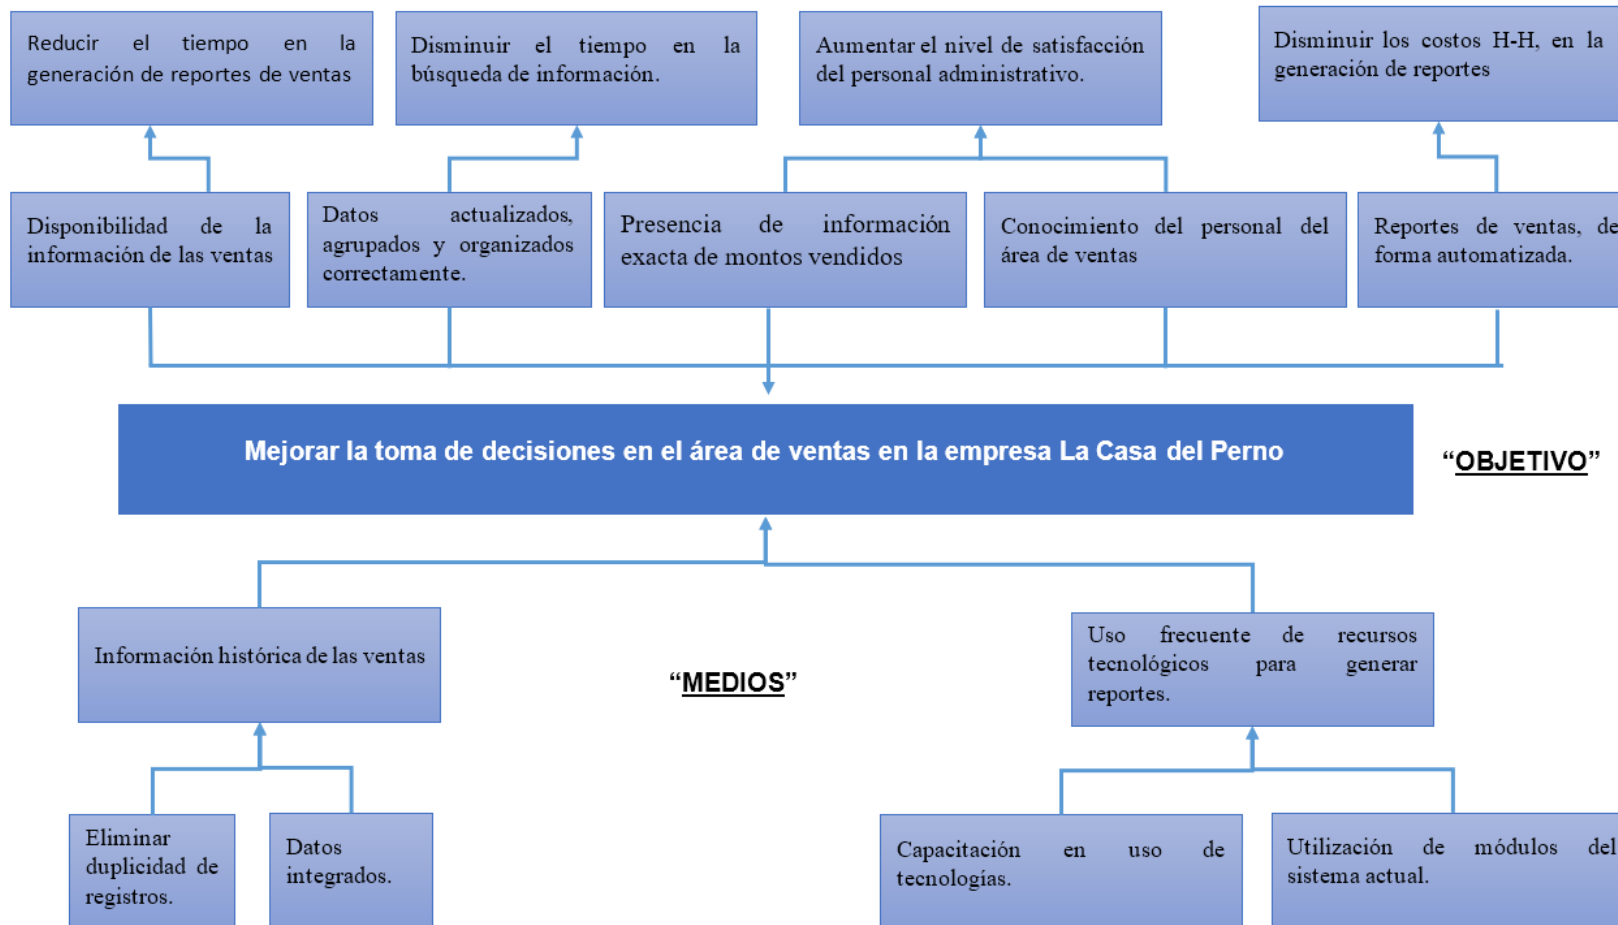 Reducir el tiempo en la
generación de reportes de ventas
Disminuir el tiempo en la
búsqueda de información.
Aumentar el nivel de satisfacción
del personal administrativo.
Disminuir los costos H-H, en la
generación de reportes
Disponibilidad de la
información de las ventas
Datos actualizados,
agrupados y organizados
correctamente.
Presencia de información
exacta de montos vendidos
Conocimiento del personal del
área de ventas
Reportes de ventas, de
forma automatizada.
Mejorar la toma de decisiones en el área de ventas en la empresa La Casa del Perno
“OBJETIVO”
Información histórica de las ventas
“MEDIOS”
Uso frecuente de recursos
tecnológicos para generar
reportes.
Eliminar
duplicidad de
registros.
Datos
integrados.
Capacitación en uso de
tecnologías.
Utilización de módulos del
sistema actual.